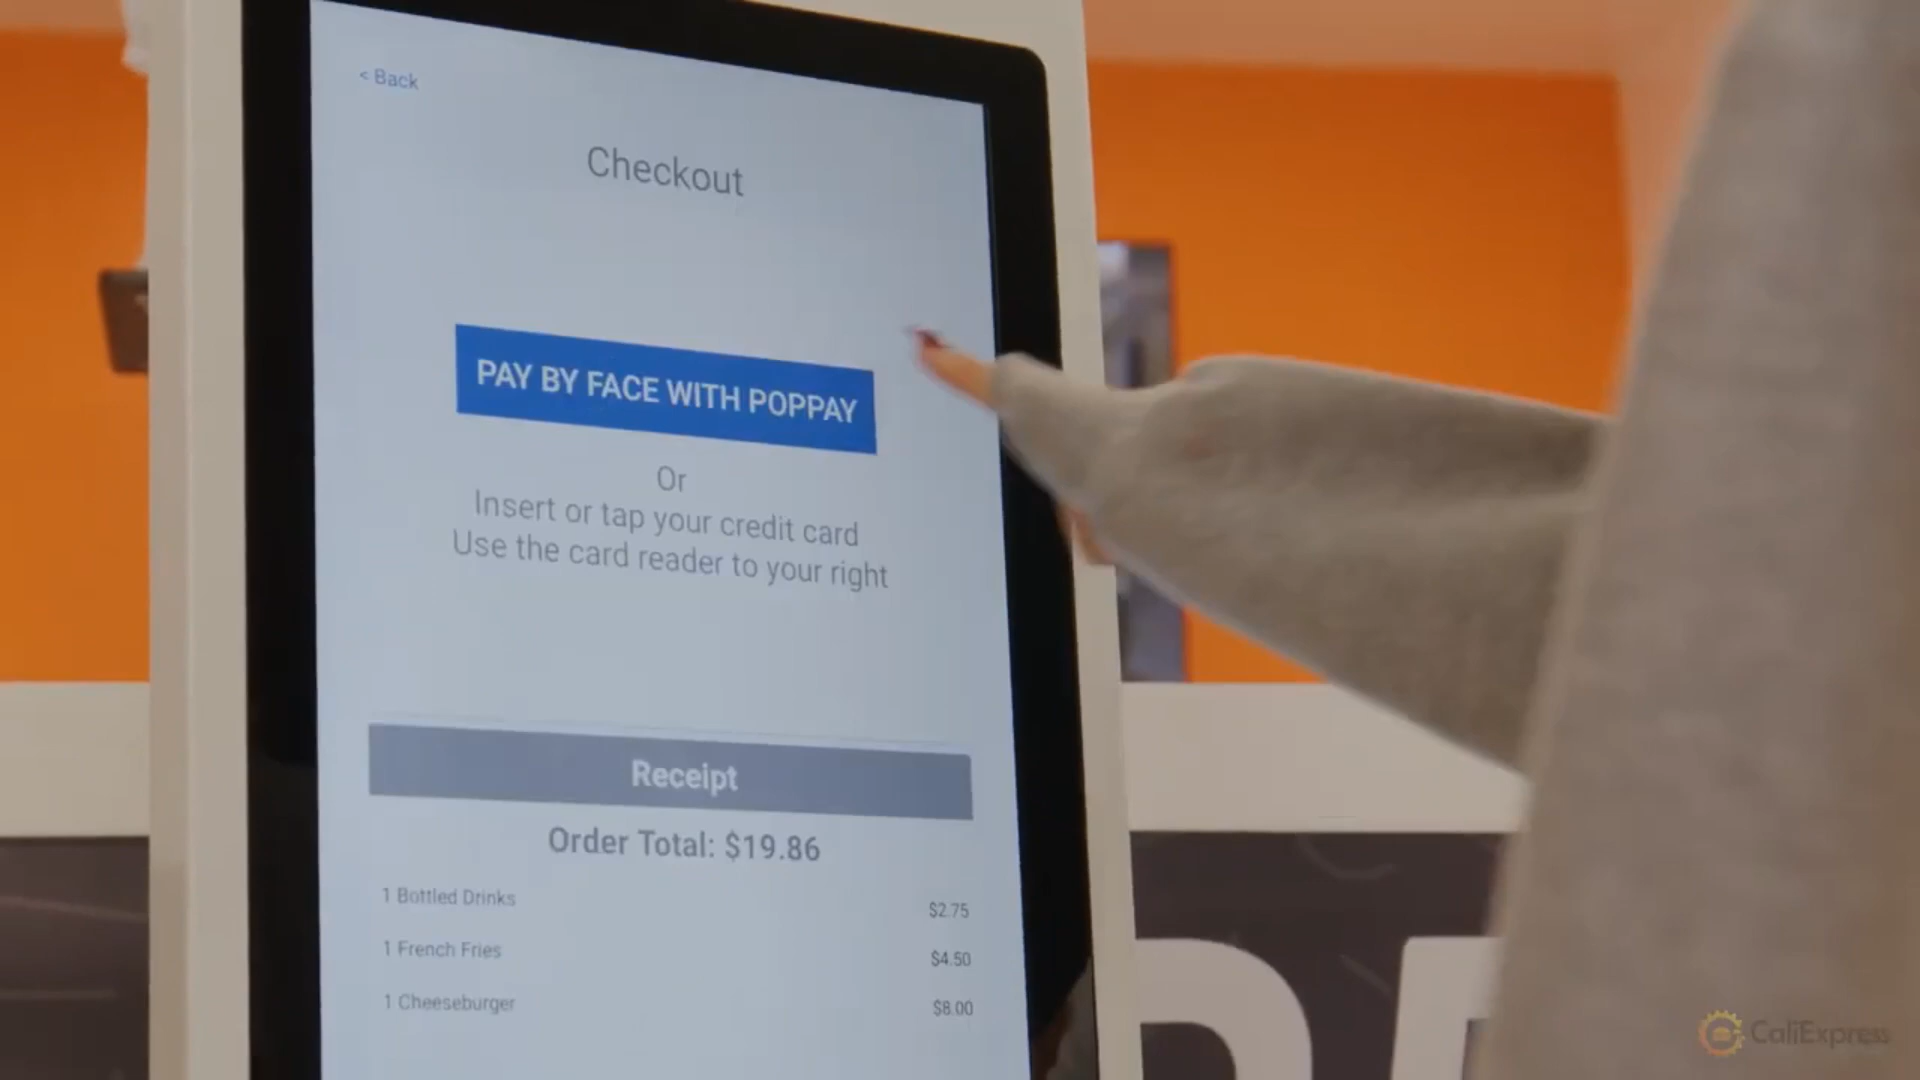 < Back
Checkout
PAY BY FACE WITH POPPAY
Or
Insert or tap your credit card
Use the card reader to your right
Receipt
Order Total: $19.86
1 Bottled Drinks $2.75
1 French Fries $4.50
1 Cheeseburger $8.00
CaliExpress